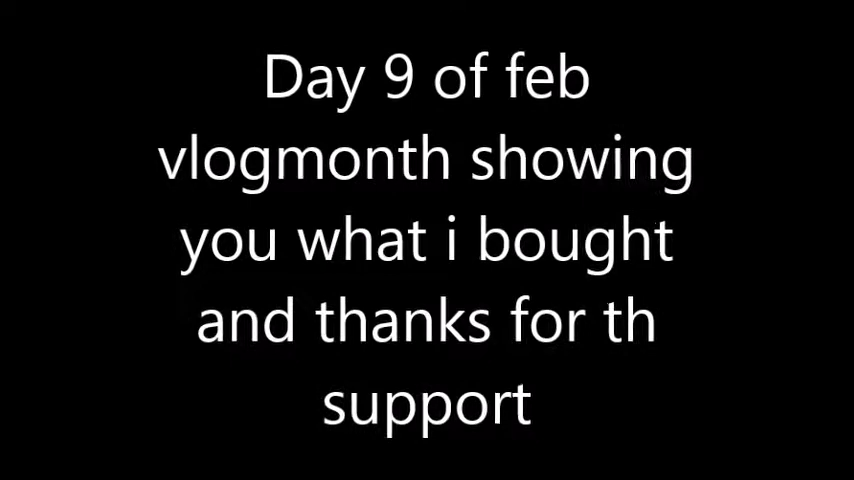 Day 9 of feb
vlogmonth showing
you what i bought
and thanks for th
support